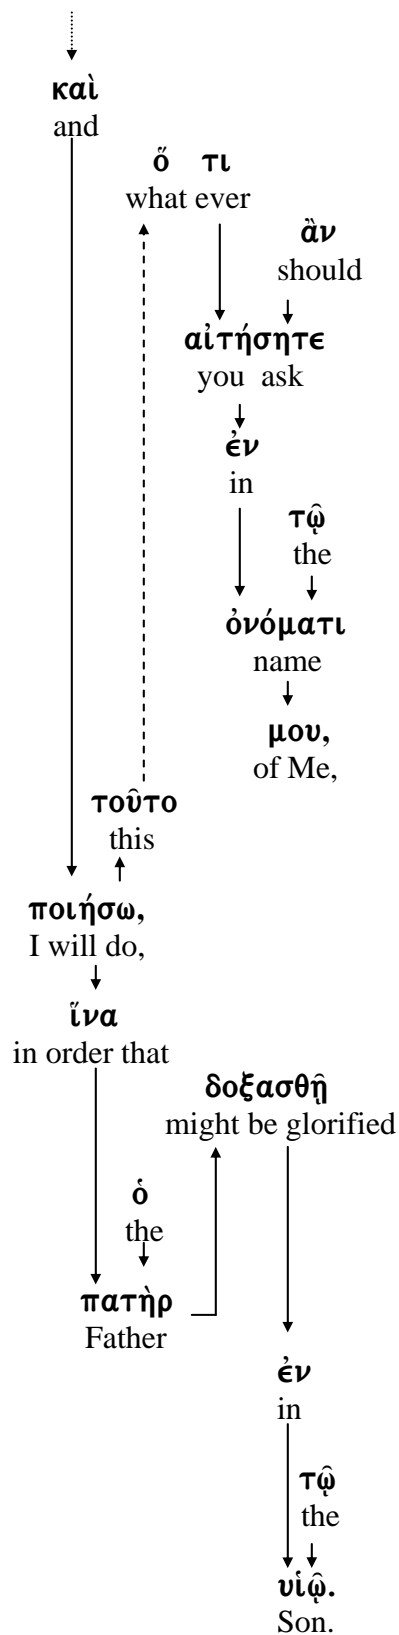 καὶ
and
ὅ τι
what ever
ἂν
should
αἰτήσητε
you ask
ἐν
in
τῷ
the
ὀνόματι
name
μου,
of Me,
τοῦτο
this
ποιήσω,
I will do,
ἵνα
in order that
δοξασθῇ
might be glorified
ὁ
the
πατὴρ
Father
ἐν
in
τῷ
the
υἱῷ.
Son.